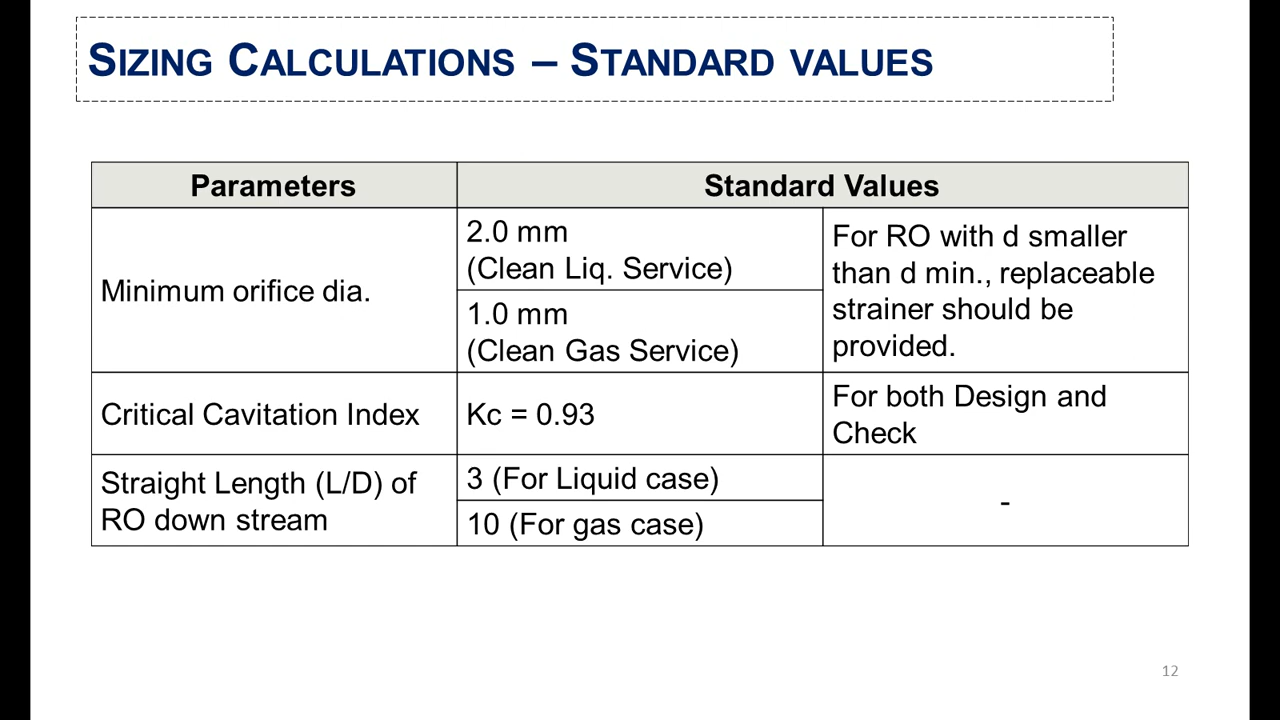 SIZING CALCULATIONS – STANDARD VALUES
Parameters
Standard Values
Minimum orifice dia.
2.0 mm
(Clean Liq. Service)
1.0 mm
(Clean Gas Service)
For RO with d smaller
than d min., replaceable
strainer should be
provided.
Critical Cavitation Index
Kc = 0.93
For both Design and
Check
Straight Length (L/D) of
RO down stream
3 (For Liquid case)
10 (For gas case)
-
12